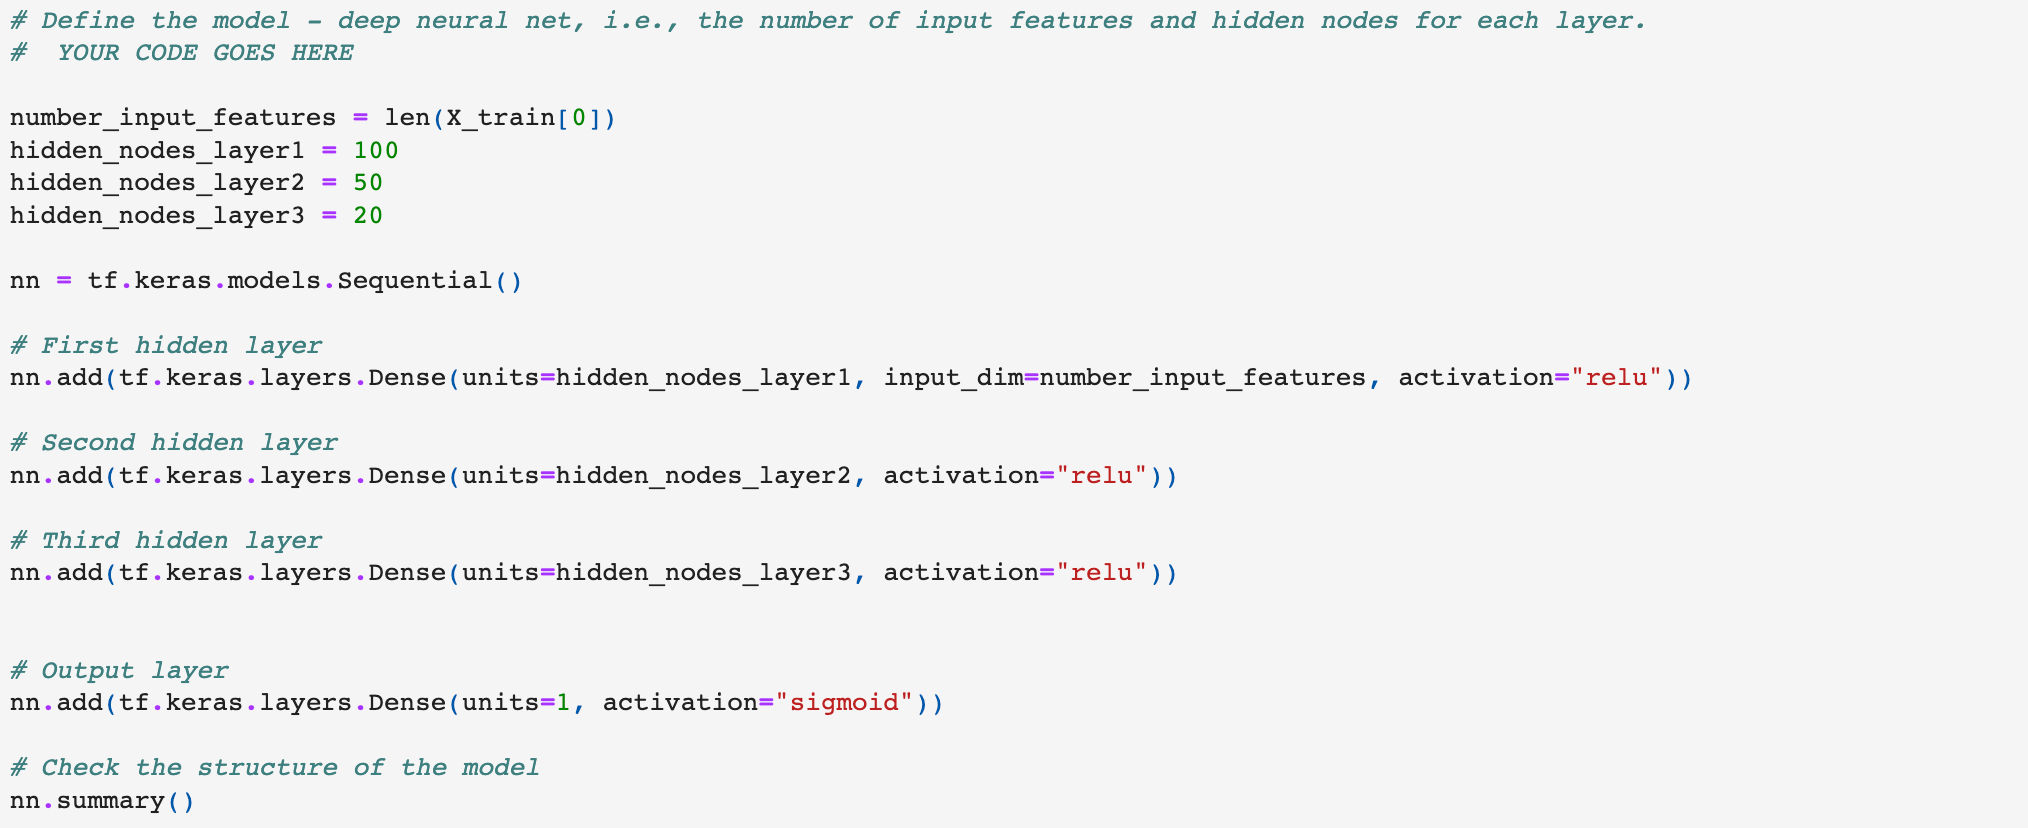 # Define the model – deep neural net, i.e., the number of input features and hidden nodes for each layer.
#  YOUR CODE GOES HERE
number_input_features = len(X_train[0])
hidden_nodes_layer1 = 100
hidden_nodes_layer2 = 50
hidden_nodes_layer3 = 20
nn = tf.keras.models.Sequential()
# First hidden layer
nn.add(tf.keras.layers.Dense(units=hidden_nodes_layer1, input_dim=number_input_features, activation="relu"))
# Second hidden layer
nn.add(tf.keras.layers.Dense(units=hidden_nodes_layer2, activation="relu"))
# Third hidden layer
nn.add(tf.keras.layers.Dense(units=hidden_nodes_layer3, activation="relu"))
# Output layer
nn.add(tf.keras.layers.Dense(units=1, activation="sigmoid"))
# Check the structure of the model
nn.summary()